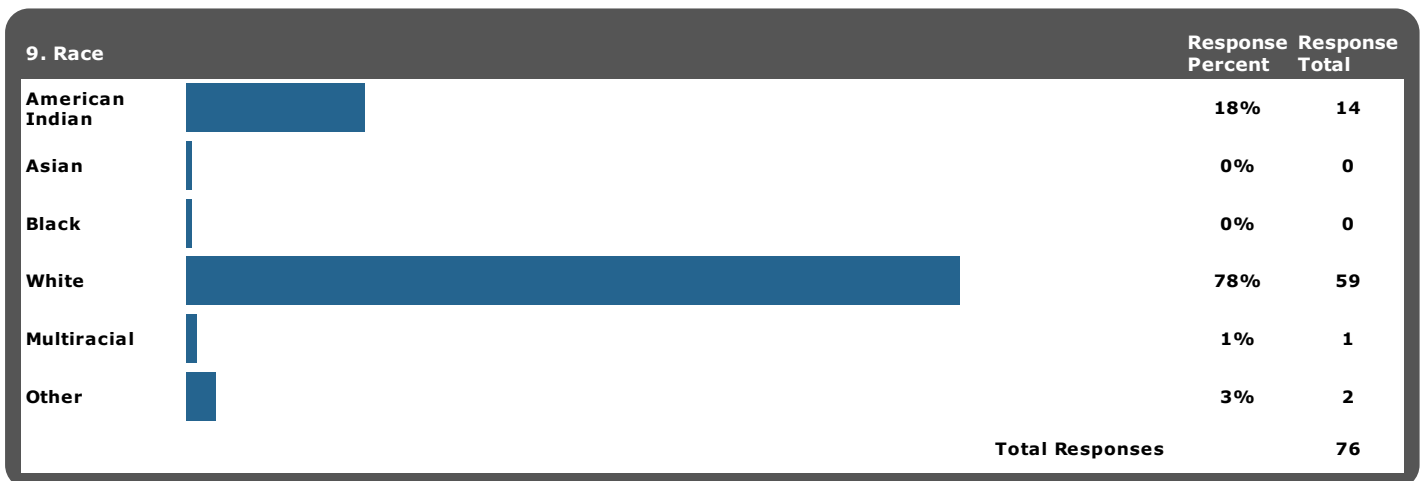 9. Race
Response Response
Percent Total
American
Indian
18% 14
Asian 0% 0
Black 0% 0
White 78% 59
Multiracial 1% 1
Other 3% 2
Total Responses 76